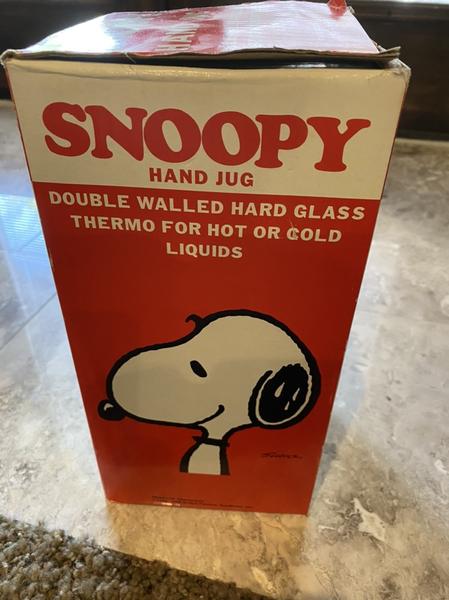 SNOOPY
HAND JUG
DOUBLE WALLED HARD GLASS
THERMO FOR HOT OR COLD
LIQUIDS